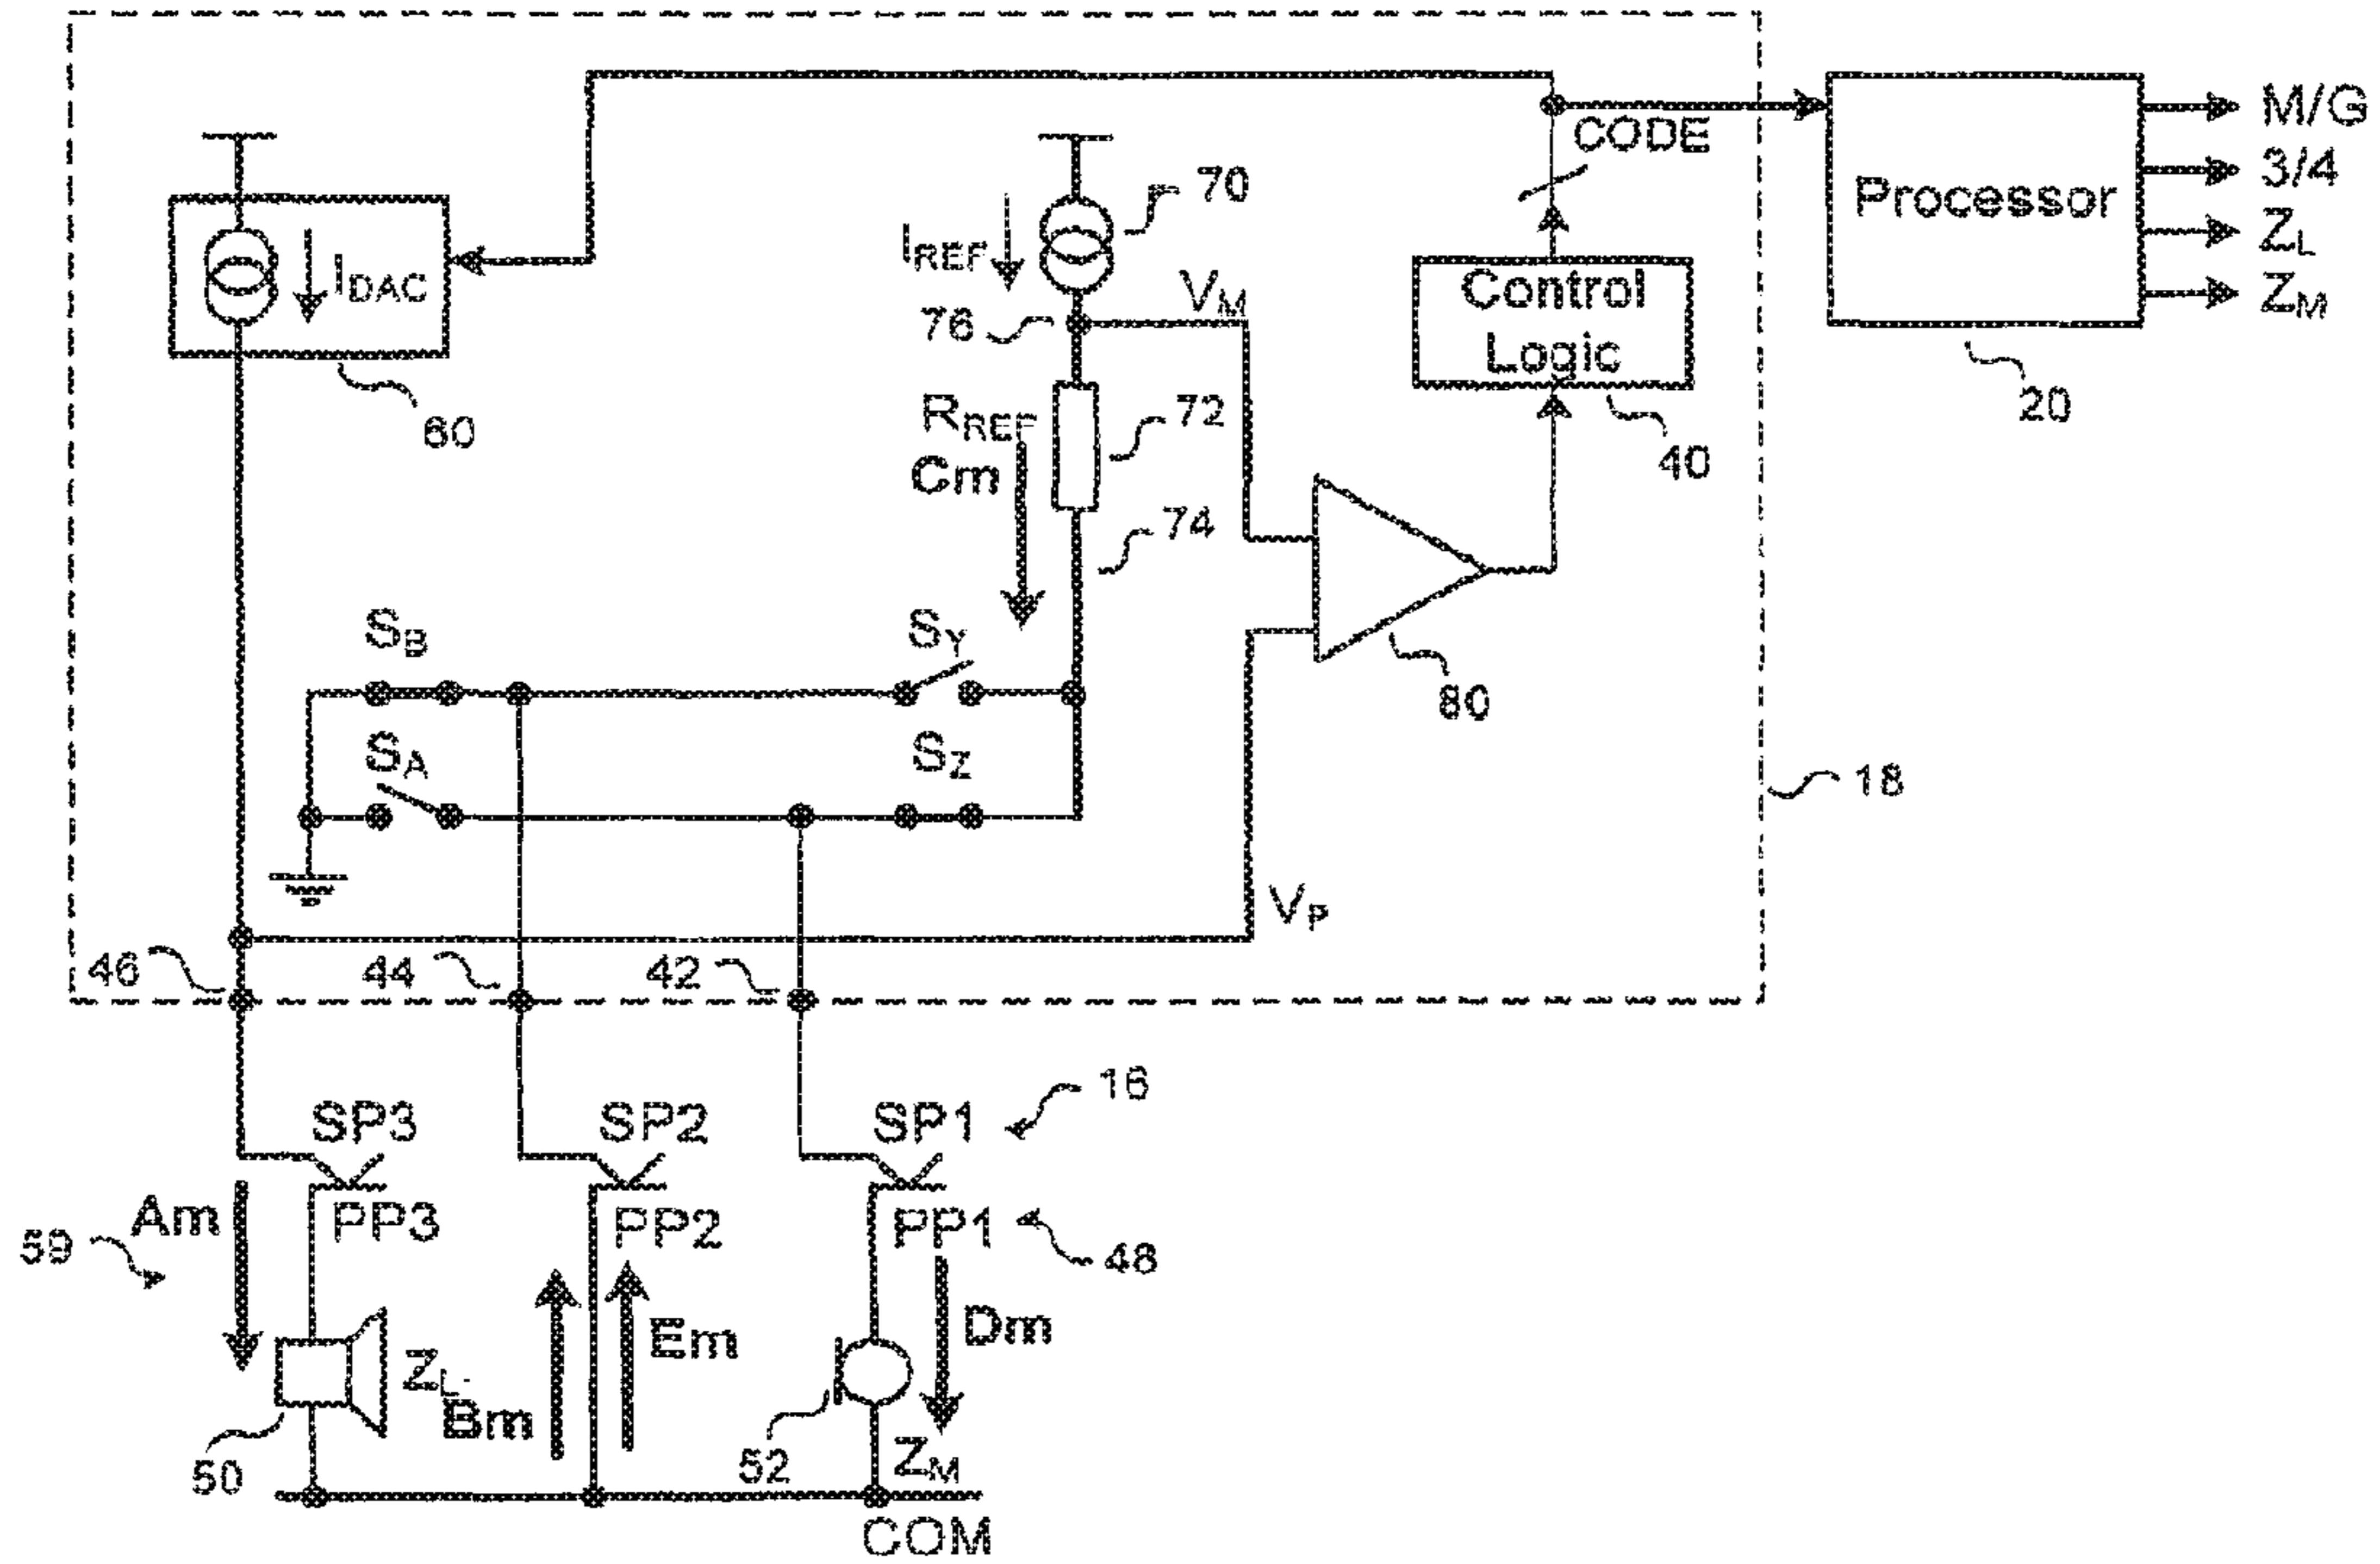 M/G
CODE
3/4
70
Processor
Z_L
I_REF
I_DAC
V_M
Control
Logic
Z_M
76
60
R_REF
72
20
Cm
40
74
S_B
S_Y
80
S_A
S_Z
18
V_P
46
44
42
16
SP3
SP2
SP1
Am
PP3
PP2
PP1
59
48
Em
Dm
Z_L
Bm
50
52
Z_M
COM